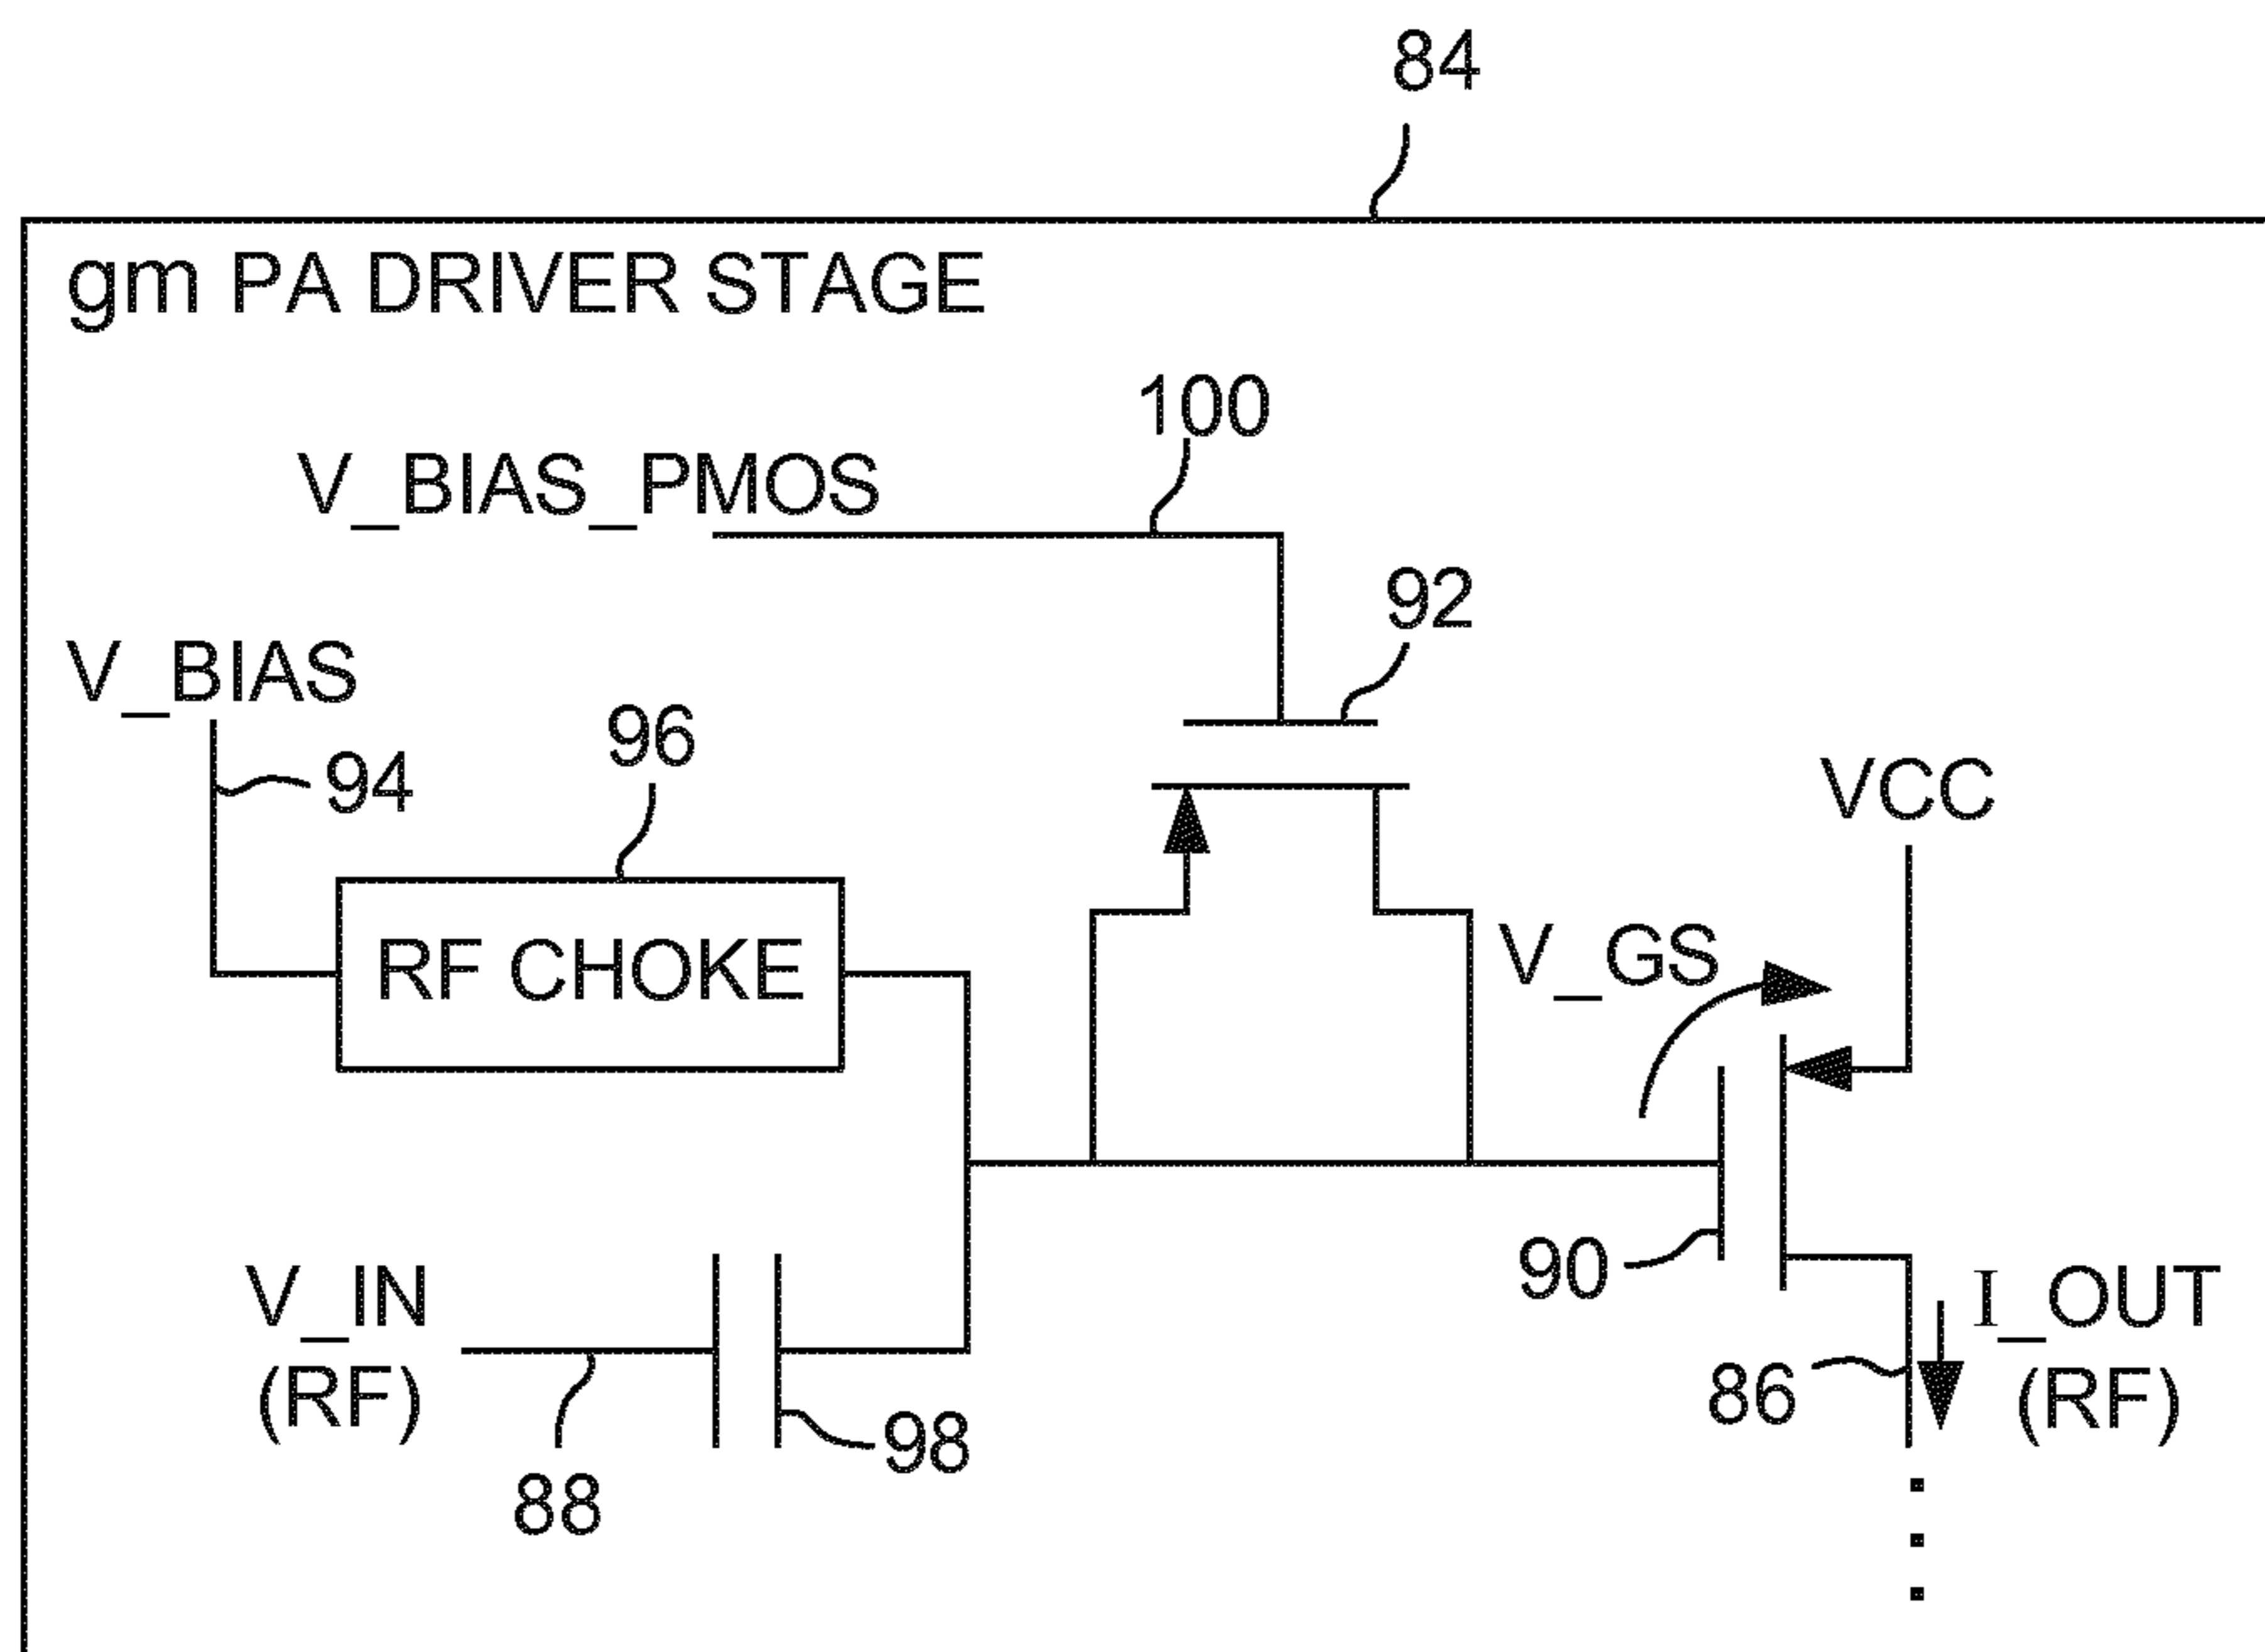 84
gm PA DRIVER STAGE
100
V_BIAS_PMOS
92
V_BIAS
96
94
VCC
RF CHOKE
V_GS
V_IN
(RF)
90
I_OUT
(RF)
86
98
88